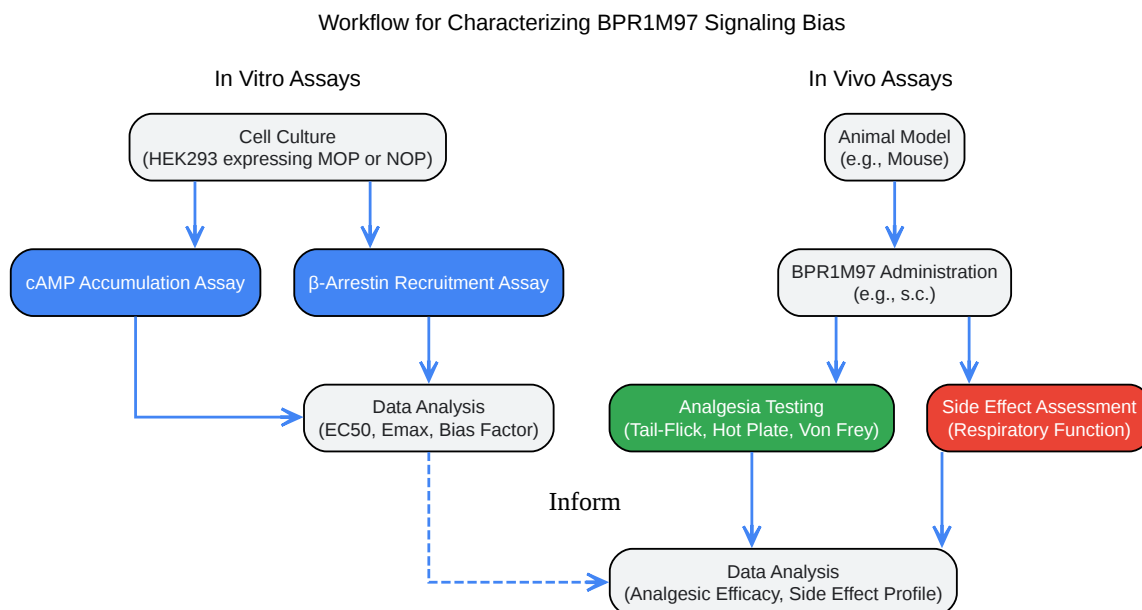 Workflow for Characterizing BPR1M97 Signaling Bias
In Vitro Assays
In Vivo Assays
Cell Culture
(HEK293 expressing MOP or NOP)
Animal Model
(e.g., Mouse)
cAMP Accumulation Assay
β-Arrestin Recruitment Assay
BPR1M97 Administration
(e.g., s.c.)
Data Analysis
(EC50, Emax, Bias Factor)
Analgesia Testing
(Tail-Flick, Hot Plate, Von Frey)
Side Effect Assessment
(Respiratory Function)
Inform
Data Analysis
(Analgesic Efficacy, Side Effect Profile)